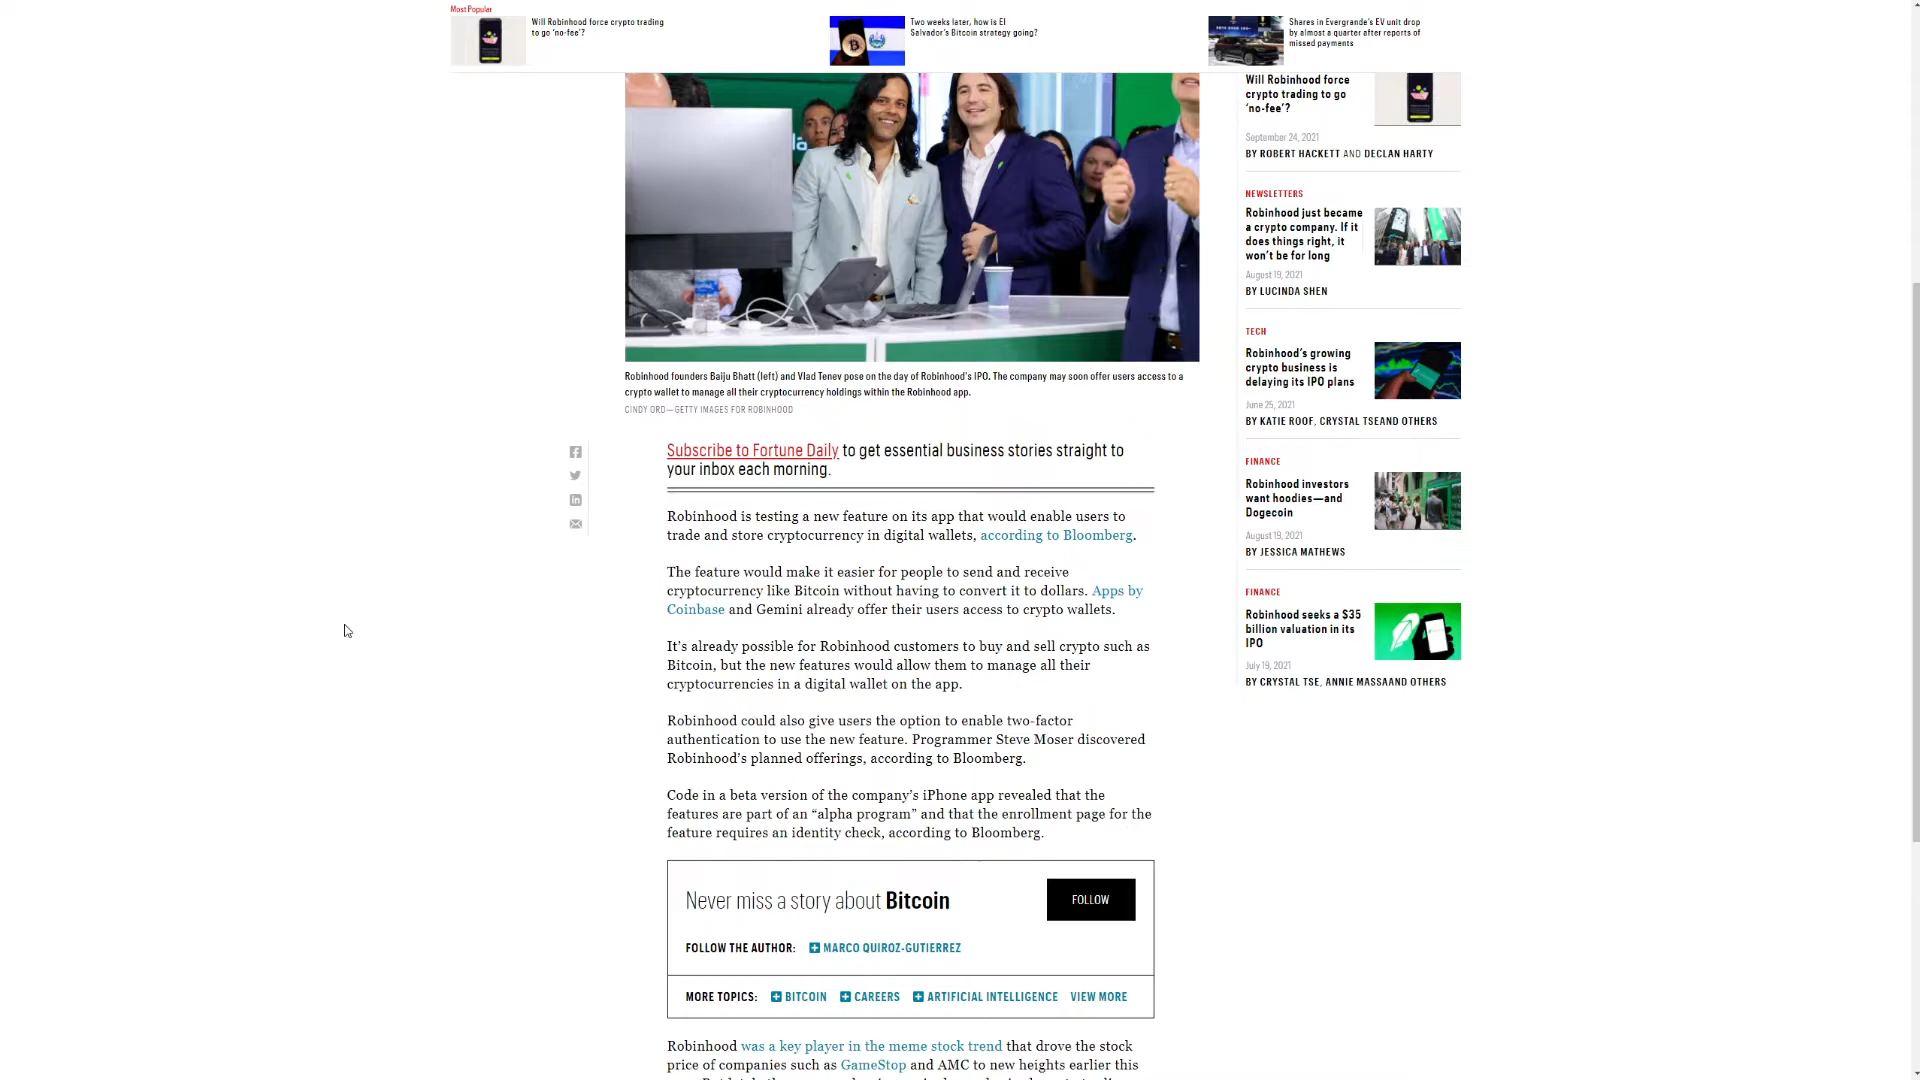 Most Popular
Will Robinhood force crypto trading
to go ‘no-fee’?
Two weeks later, how is El
Salvador’s Bitcoin strategy going?
Shares in Evergrande’s EV unit drop
by almost a quarter after reports of
missed payments
Robinhood founders Baiju Bhatt (left) and Vlad Tenev pose on the day of Robinhood’s IPO. The company may soon offer users access to a
crypto wallet to manage all their cryptocurrency holdings within the Robinhood app.
CINDY ORD—GETTY IMAGES FOR ROBINHOOD
Subscribe to Fortune Daily to get essential business stories straight to
your inbox each morning.
Robinhood is testing a new feature on its app that would enable users to
trade and store cryptocurrency in digital wallets, according to Bloomberg.
The feature would make it easier for people to send and receive
cryptocurrency like Bitcoin without having to convert it to dollars. Apps by
Coinbase and Gemini already offer their users access to crypto wallets.
It’s already possible for Robinhood customers to buy and sell crypto such as
Bitcoin, but the new features would allow them to manage all their
cryptocurrencies in a digital wallet on the app.
Robinhood could also give users the option to enable two-factor
authentication to use the new feature. Programmer Steve Moser discovered
Robinhood’s planned offerings, according to Bloomberg.
Code in a beta version of the company’s iPhone app revealed that the
features are part of an “alpha program” and that the enrollment page for the
feature requires an identity check, according to Bloomberg.
Never miss a story about Bitcoin
FOLLOW
FOLLOW THE AUTHOR: MARCO QUIROZ-GUTIERREZ
MORE TOPICS: BITCOIN CAREERS ARTIFICIAL INTELLIGENCE VIEW MORE
Robinhood was a key player in the meme stock trend that drove the stock
price of companies such as GameStop and AMC to new heights earlier this
Will Robinhood force
crypto trading to go
‘no-fee’?
September 24, 2021
BY ROBERT HACKETT AND DECLAN HARTY
NEWSLETTERS
Robinhood just became
a crypto company. If it
does things right, it
won’t be for long
August 19, 2021
BY LUCINDA SHEN
TECH
Robinhood’s growing
crypto business is
delaying its IPO plans
June 25, 2021
BY KATIE ROOF, CRYSTAL TSEAND OTHERS
FINANCE
Robinhood investors
want hoodies—and
Dogecoin
August 19, 2021
BY JESSICA MATHEWS
FINANCE
Robinhood seeks a $35
billion valuation in its
IPO
July 19, 2021
BY CRYSTAL TSE, ANNIE MASSAAND OTHERS